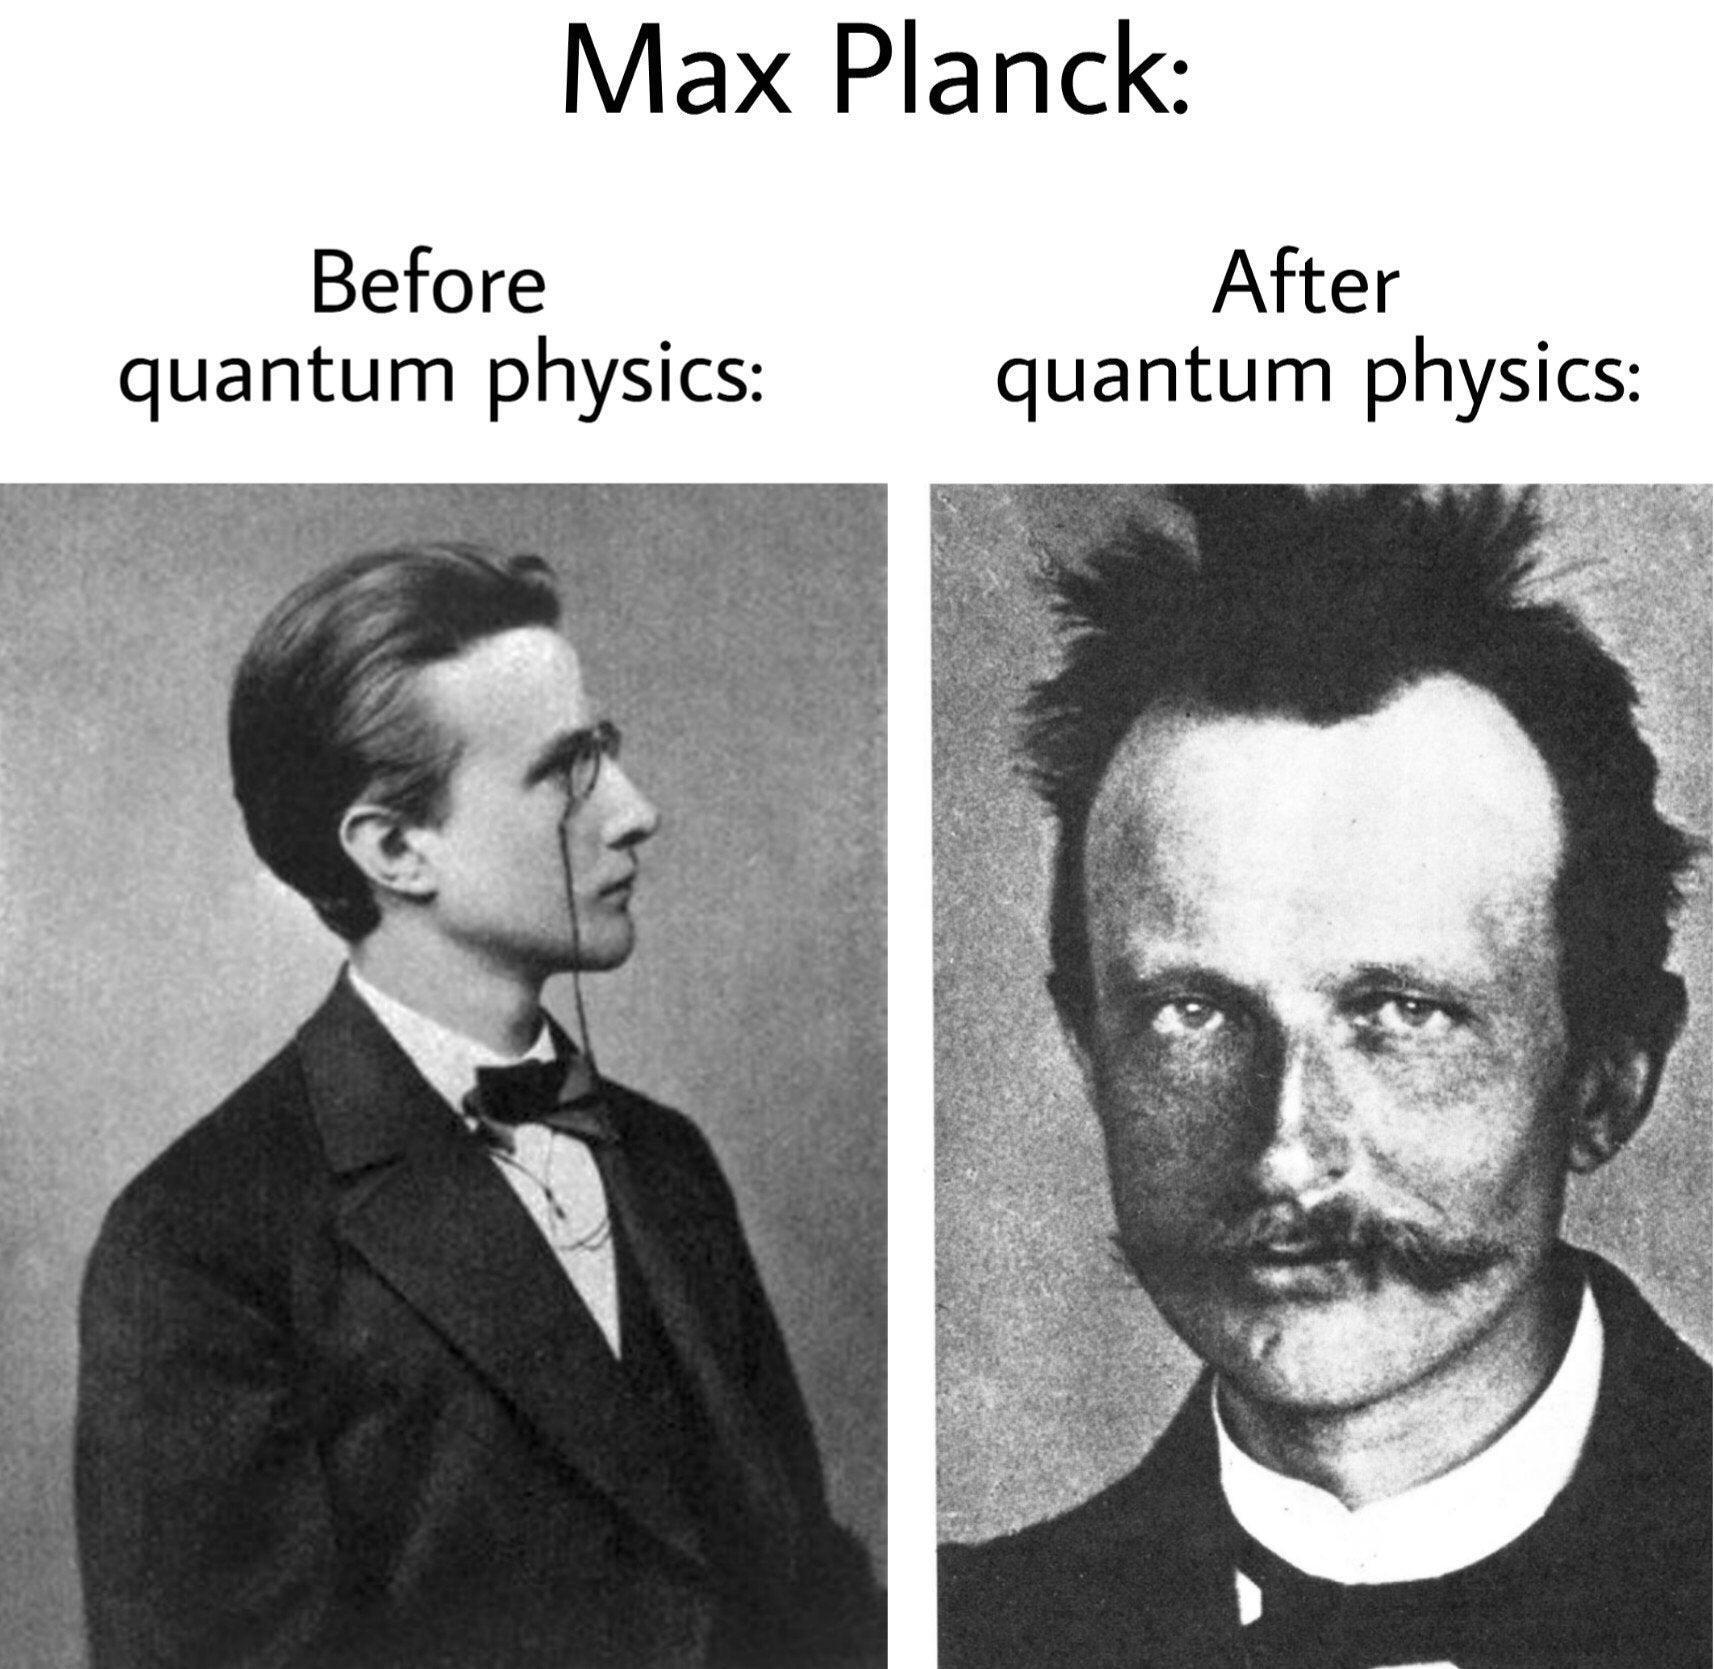 Max Planck:
Before
quantum physics:
After
quantum physics: